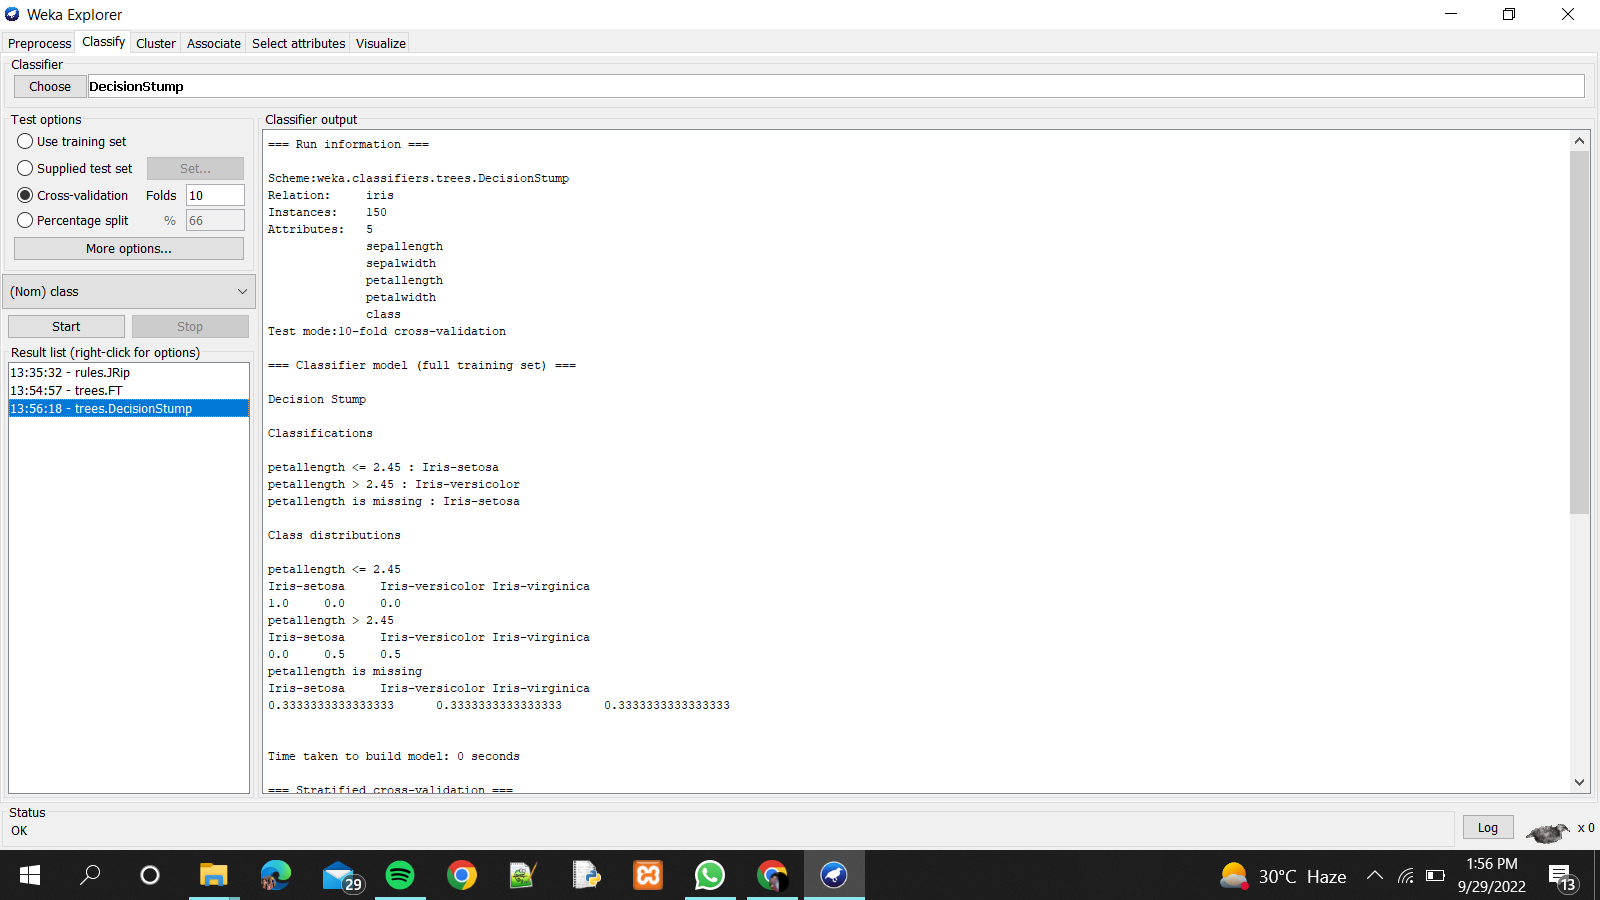 Weka Explorer
Preprocess Classify Cluster Associate Select attributes Visualize
Classifier
Choose DecisionStump
Test options
Use training set
Supplied test set Set...
Cross-validation Folds 10
Percentage split % 66
More options...
(Nom) class
Start Stop
Result list (right-click for options)
13:35:32 - rules.JRip
13:54:57 - trees.FT
13:56:18 - trees.DecisionStump
Classifier output
=== Run information ===
Scheme:weka.classifiers.trees.DecisionStump
Relation: iris
Instances: 150
Attributes: 5
sepallength
sepalwidth
petallength
petalwidth
class
Test mode:10-fold cross-validation
=== Classifier model (full training set) ===
Decision Stump
Classifications
petallength <= 2.45 : Iris-setosa
petallength > 2.45 : Iris-versicolor
petallength is missing : Iris-setosa
Class distributions
petallength <= 2.45
Iris-setosa Iris-versicolor Iris-virginica
1.0 0.0 0.0
petallength > 2.45
Iris-setosa Iris-versicolor Iris-virginica
0.0 0.5 0.5
petallength is missing
Iris-setosa Iris-versicolor Iris-virginica
0.3333333333333333 0.3333333333333333 0.3333333333333333
Time taken to build model: 0 seconds
=== Stratified cross-validation ===
Status
OK
Log
x 0
29
30°C Haze
1:56 PM
9/29/2022
13